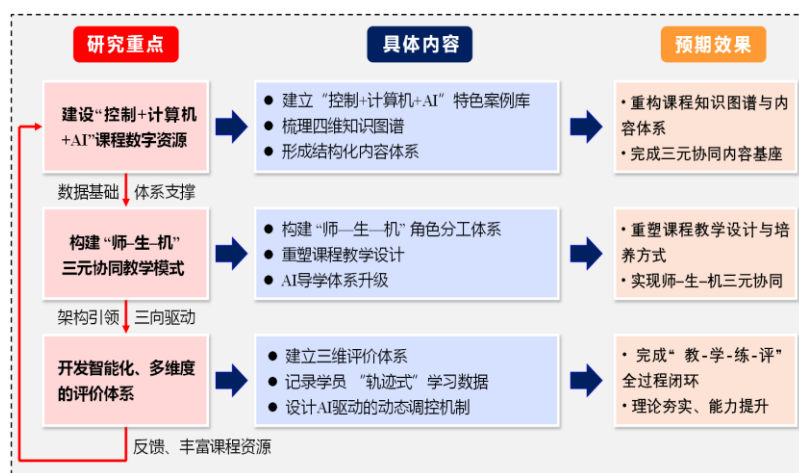 研究重点
具体内容
预期效果
建设“控制+计算机
+AI”课程数字资源
● 建立“控制+计算机+AI”特色案例库
● 梳理四维知识图谱
● 形成结构化内容体系
•重构课程知识图谱与内
容体系
•完成三元协同内容基座
数据基础 体系支撑
构建“师–生–机”
三元协同教学模式
● 构建“师—生—机”角色分工体系
● 重塑课程教学设计
● AI导学体系升级
•重塑课程教学设计与培
养方式
•实现师–生–机三元协同
架构引领 三向驱动
开发智能化、多维度
的评价体系
● 建立三维评价体系
● 记录学员 “轨迹式”学习数据
● 设计AI驱动的动态调控机制
•完成“教-学-练-评”
全过程闭环
•理论夯实、能力提升
反馈、丰富课程资源